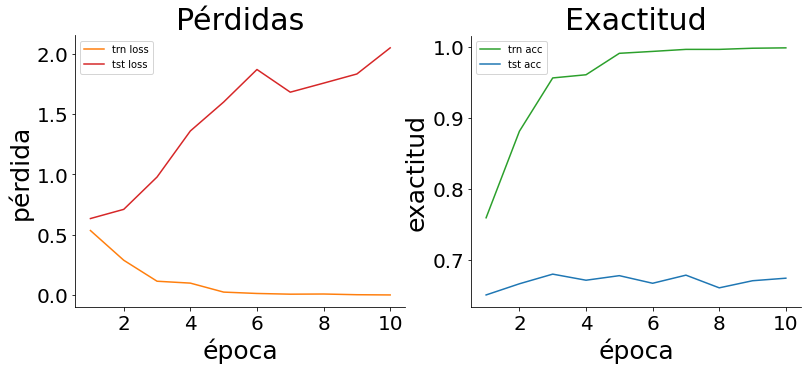 Pérdidas
trn loss
tst loss
2.0
1.5
1.0
0.5
0.0
pérdida
2
4
6
8
10
época
Exactitud
trn acc
tst acc
1.0
0.9
0.8
0.7
exactitud
2
4
6
8
10
época